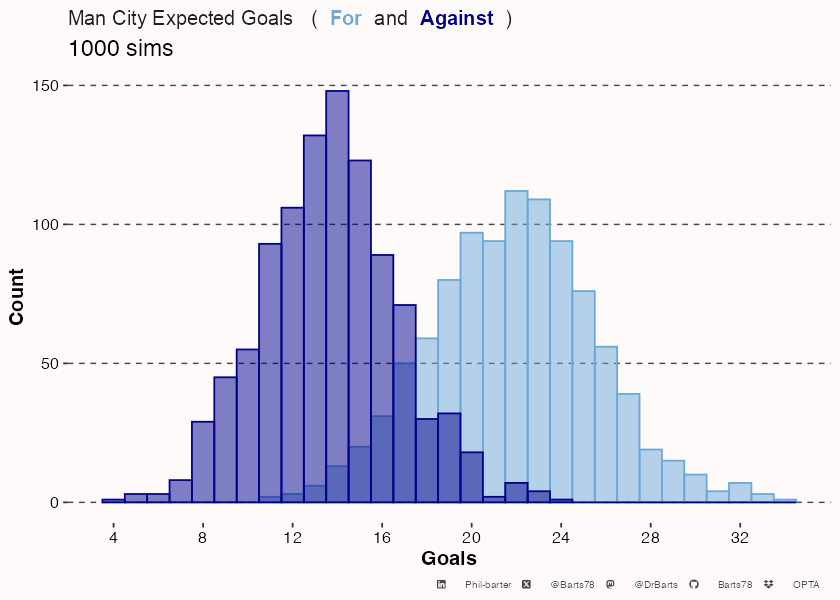 Man City Expected Goals ( For and Against )
1000 sims
150
100
50
0
Count
4 8 12 16 20 24 28 32
Goals
Phil-barter @Barts78 @DrBarts Barts78 OPTA